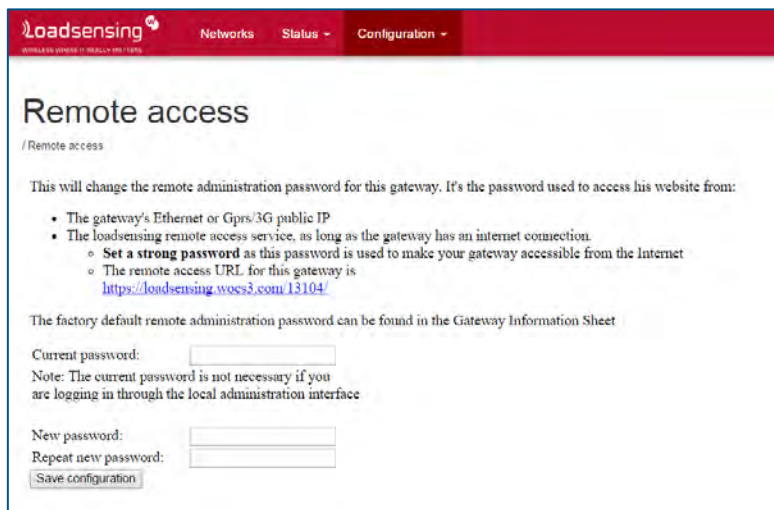 Loadsensing
WIRELESS WHERE IT REALLY MATTERS
Networks Status Configuration
Remote access
/ Remote access
This will change the remote administration password for this gateway. It's the password used to access his website from:
The gateway's Ethernet or Gprs/3G public IP
The loadsensing remote access service, as long as the gateway has an internet connection.
Set a strong password as this password is used to make your gateway accessible from the Internet
The remote access URL for this gateway is
https://loadsensing.wocs3.com/13104/
The factory default remote administration password can be found in the Gateway Information Sheet
Current password:
Note: The current password is not necessary if you
are logging in through the local administration interface
New password:
Repeat new password:
Save configuration